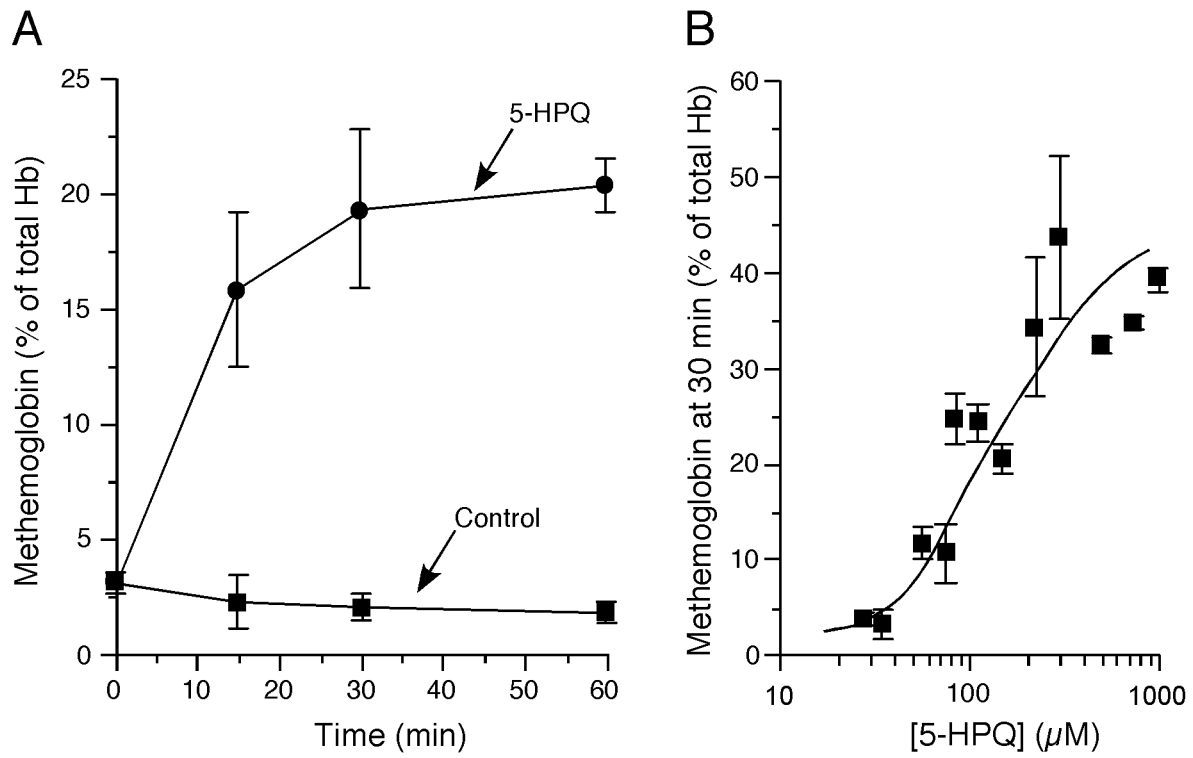 A
25
20
15
10
5
0
Methemoglobin (% of total Hb)
5-HPQ
Control
0 10 20 30 40 50 60
Time (min)
B
60
50
40
30
20
10
0
Methemoglobin at 30 min (% of total Hb)
10 100 1000
[5-HPQ] (µM)